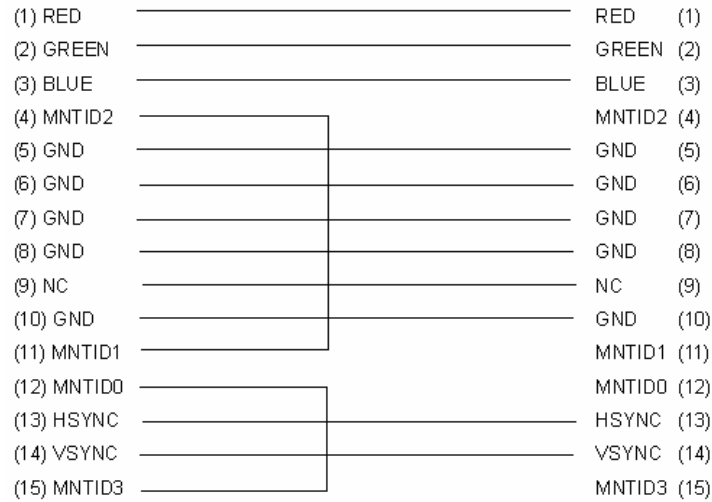 (1) RED RED (1)
(2) GREEN GREEN (2)
(3) BLUE BLUE (3)
(4) MNTID2 MNTID2 (4)
(5) GND GND (5)
(6) GND GND (6)
(7) GND GND (7)
(8) GND GND (8)
(9) NC NC (9)
(10) GND GND (10)
(11) MNTID1 MNTID1 (11)
(12) MNTID0 MNTID0 (12)
(13) HSYNC HSYNC (13)
(14) VSYNC VSYNC (14)
(15) MNTID3 MNTID3 (15)